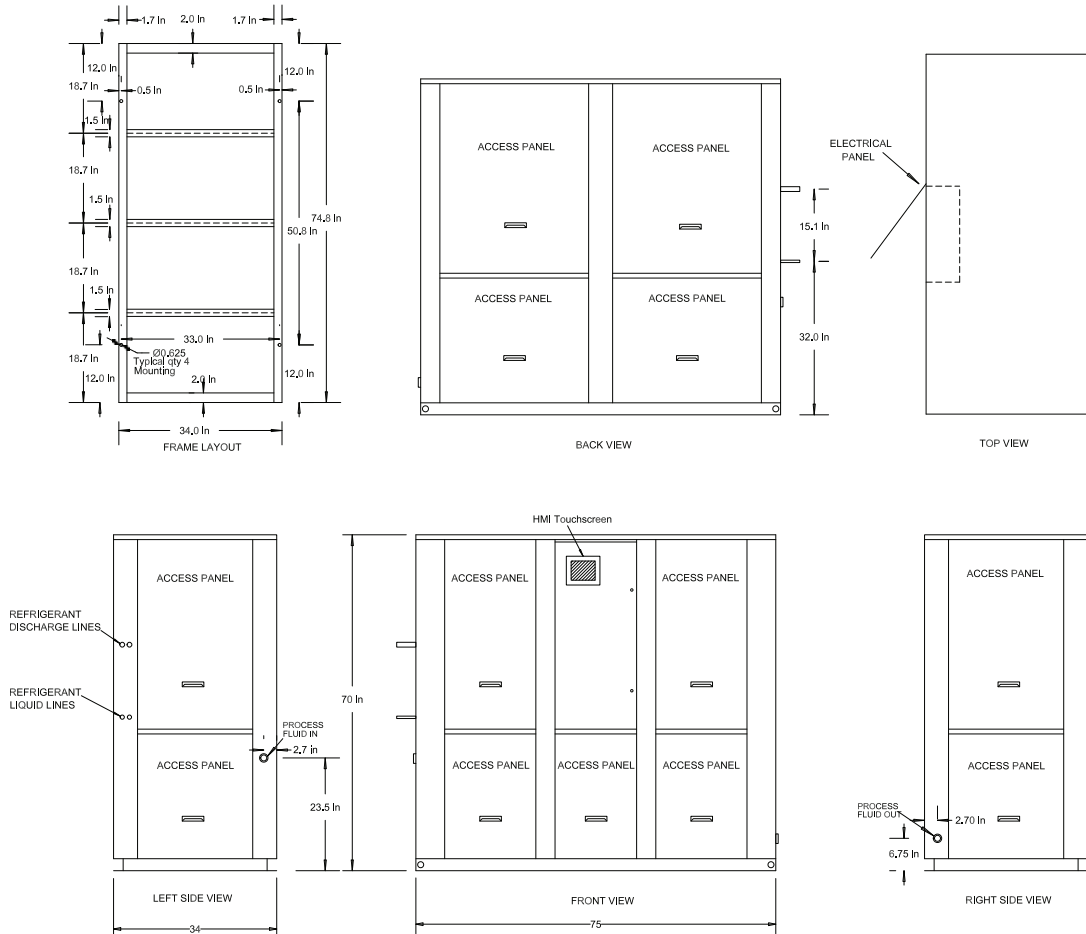 1.7 In
2.0 In
1.7 In
12.0 In
12.0 In
18.7 In
0.5 In
0.5 In
1.5 In
18.7 In
1.5 In
74.8 In
50.8 In
18.7 In
1.5 In
33.0 In
18.7 In
Ø0.625
Typical qty 4
Mounting
12.0 In
2.0 In
12.0 In
34.0 In
FRAME LAYOUT
ACCESS PANEL
ACCESS PANEL
ACCESS PANEL
ACCESS PANEL
15.1 In
32.0 In
BACK VIEW
ELECTRICAL
PANEL
TOP VIEW
ACCESS PANEL
REFRIGERANT
DISCHARGE LINES
REFRIGERANT
LIQUID LINES
PROCESS
FLUID IN
2.7 in
ACCESS PANEL
23.5 In
LEFT SIDE VIEW
34
HMI Touchscreen
ACCESS PANEL
ACCESS PANEL
70 In
ACCESS PANEL
ACCESS PANEL
ACCESS PANEL
FRONT VIEW
75
ACCESS PANEL
ACCESS PANEL
PROCESS
FLUID OUT
2.70 In
6.75 In
RIGHT SIDE VIEW